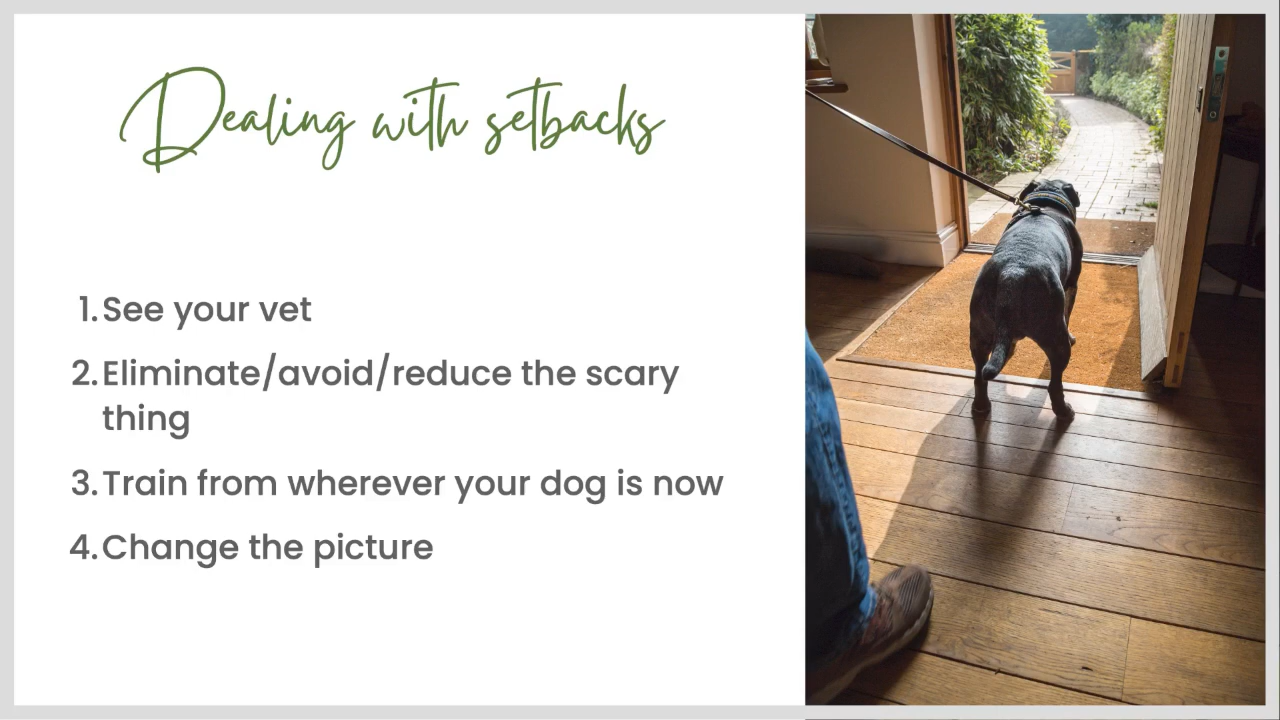 Dealing with setbacks
1. See your vet
2. Eliminate/avoid/reduce the scary
thing
3. Train from wherever your dog is now
4. Change the picture